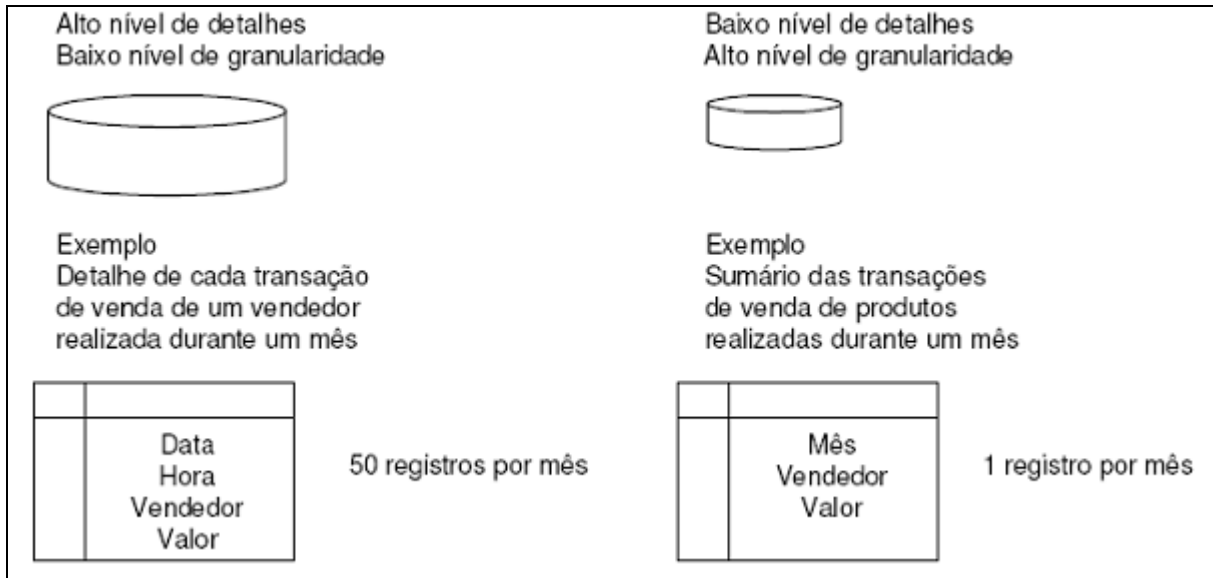 Alto nível de detalhes
Baixo nível de granularidade
Exemplo
Detalhe de cada transação
de venda de um vendedor
realizada durante um mês
Data
Hora
Vendedor
Valor
50 registros por mês
Baixo nível de detalhes
Alto nível de granularidade
Exemplo
Sumário das transações
de venda de produtos
realizadas durante um mês
Mês
Vendedor
Valor
1 registro por mês